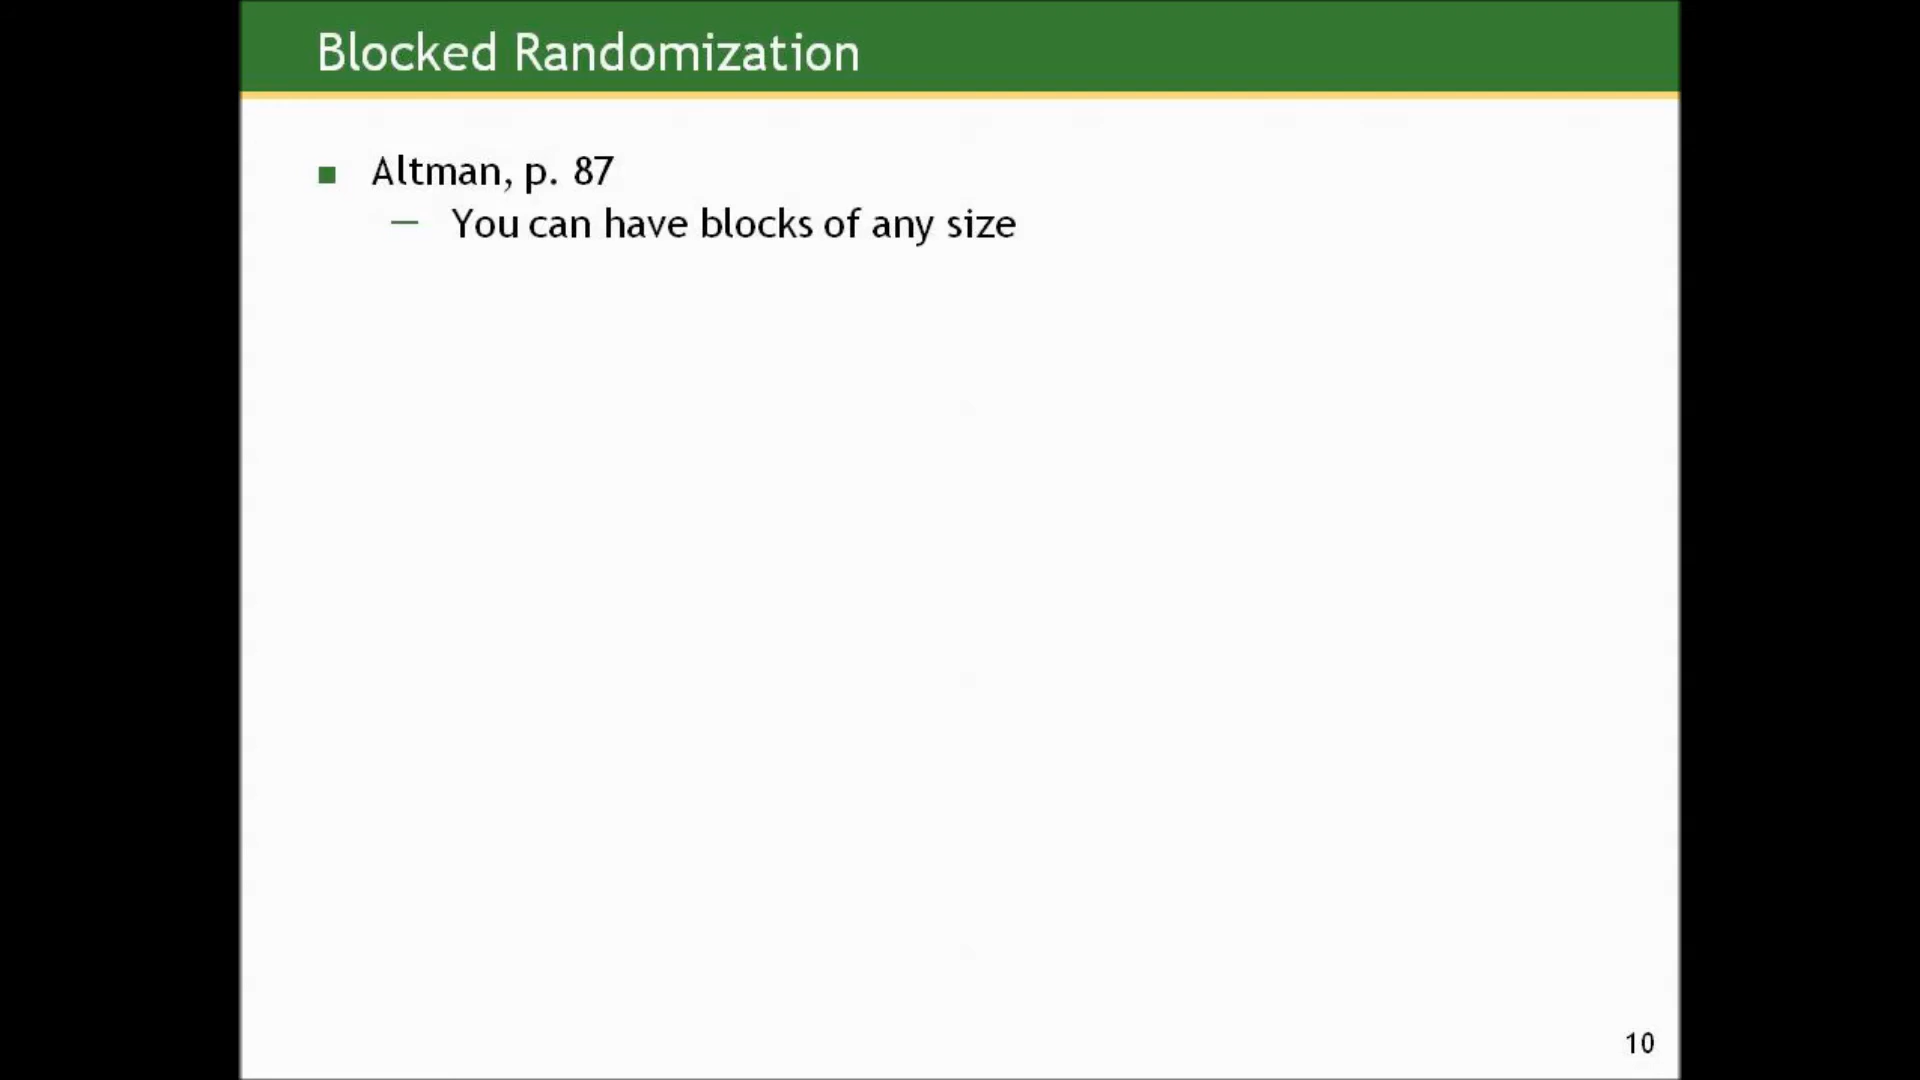 Blocked Randomization
Altman, p. 87
— You can have blocks of any size
10